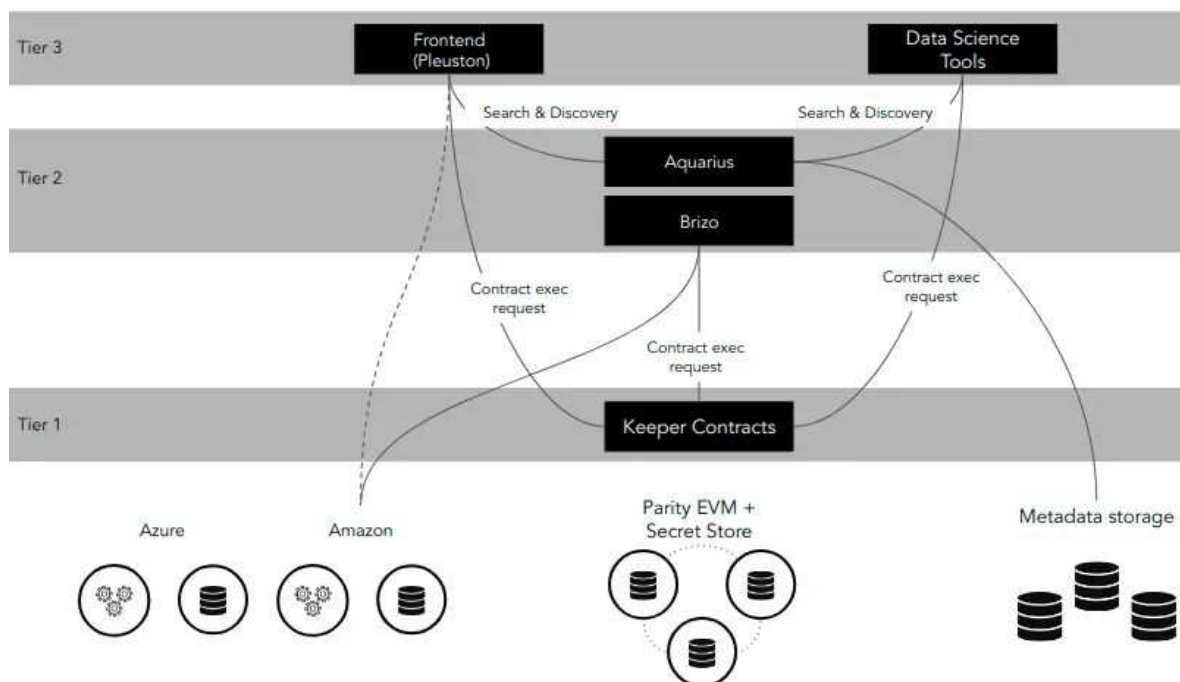 Tier 3
Frontend
(Pleuston)
Data Science
Tools
Search & Discovery
Search & Discovery
Tier 2
Aquarius
Brizo
Contract exec
request
Contract exec
request
Contract exec
request
Tier 1
Keeper Contracts
Azure
Amazon
Parity EVM +
Secret Store
Metadata storage